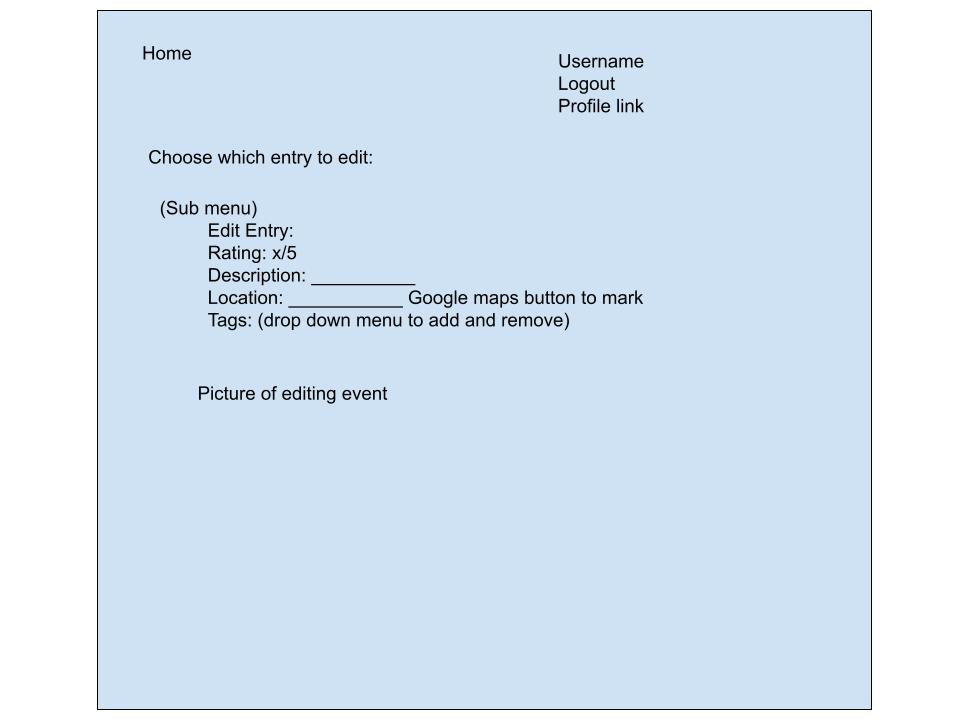 Home
Username
Logout
Profile link
Choose which entry to edit:
(Sub menu)
Edit Entry:
Rating: x/5
Description: __________
Location: ___________ Google maps button to mark
Tags: (drop down menu to add and remove)
Picture of editing event